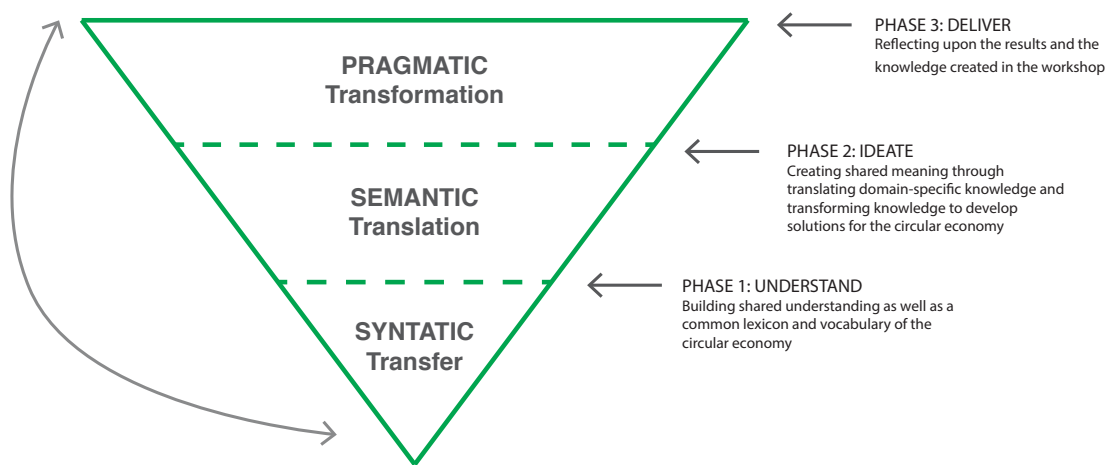 PRAGMATIC
Transformation
SEMANTIC
Translation
SYNTATIC
Transfer
PHASE 3: DELIVER
Reflecting upon the results and the
knowledge created in the workshop
PHASE 2: IDEATE
Creating shared meaning through
translating domain-specific knowledge and
transforming knowledge to develop
solutions for the circular economy
PHASE 1: UNDERSTAND
Building shared understanding as well as a
common lexicon and vocabulary of the
circular economy